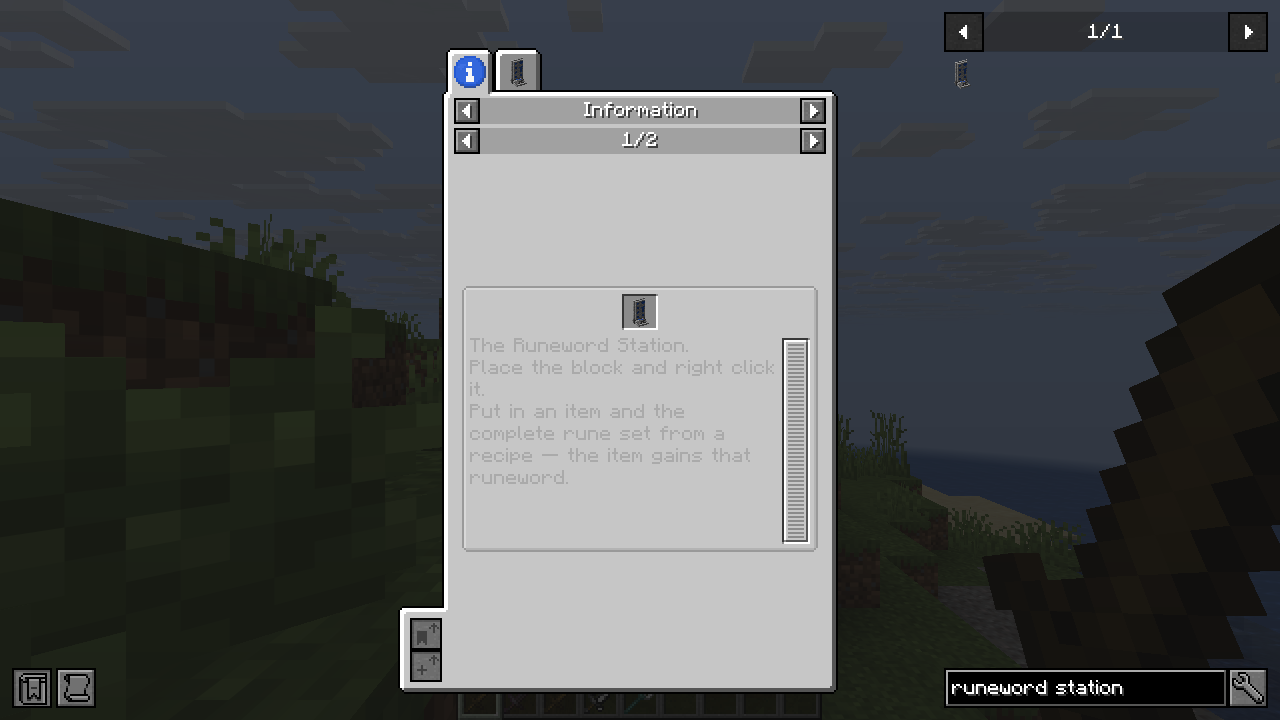 1/1
Information
1/2
The Runeword Station.
Place the block and right click
it.
Put in an item and the
complete rune set from a
recipe — the item gains that
runeword.
runeword station